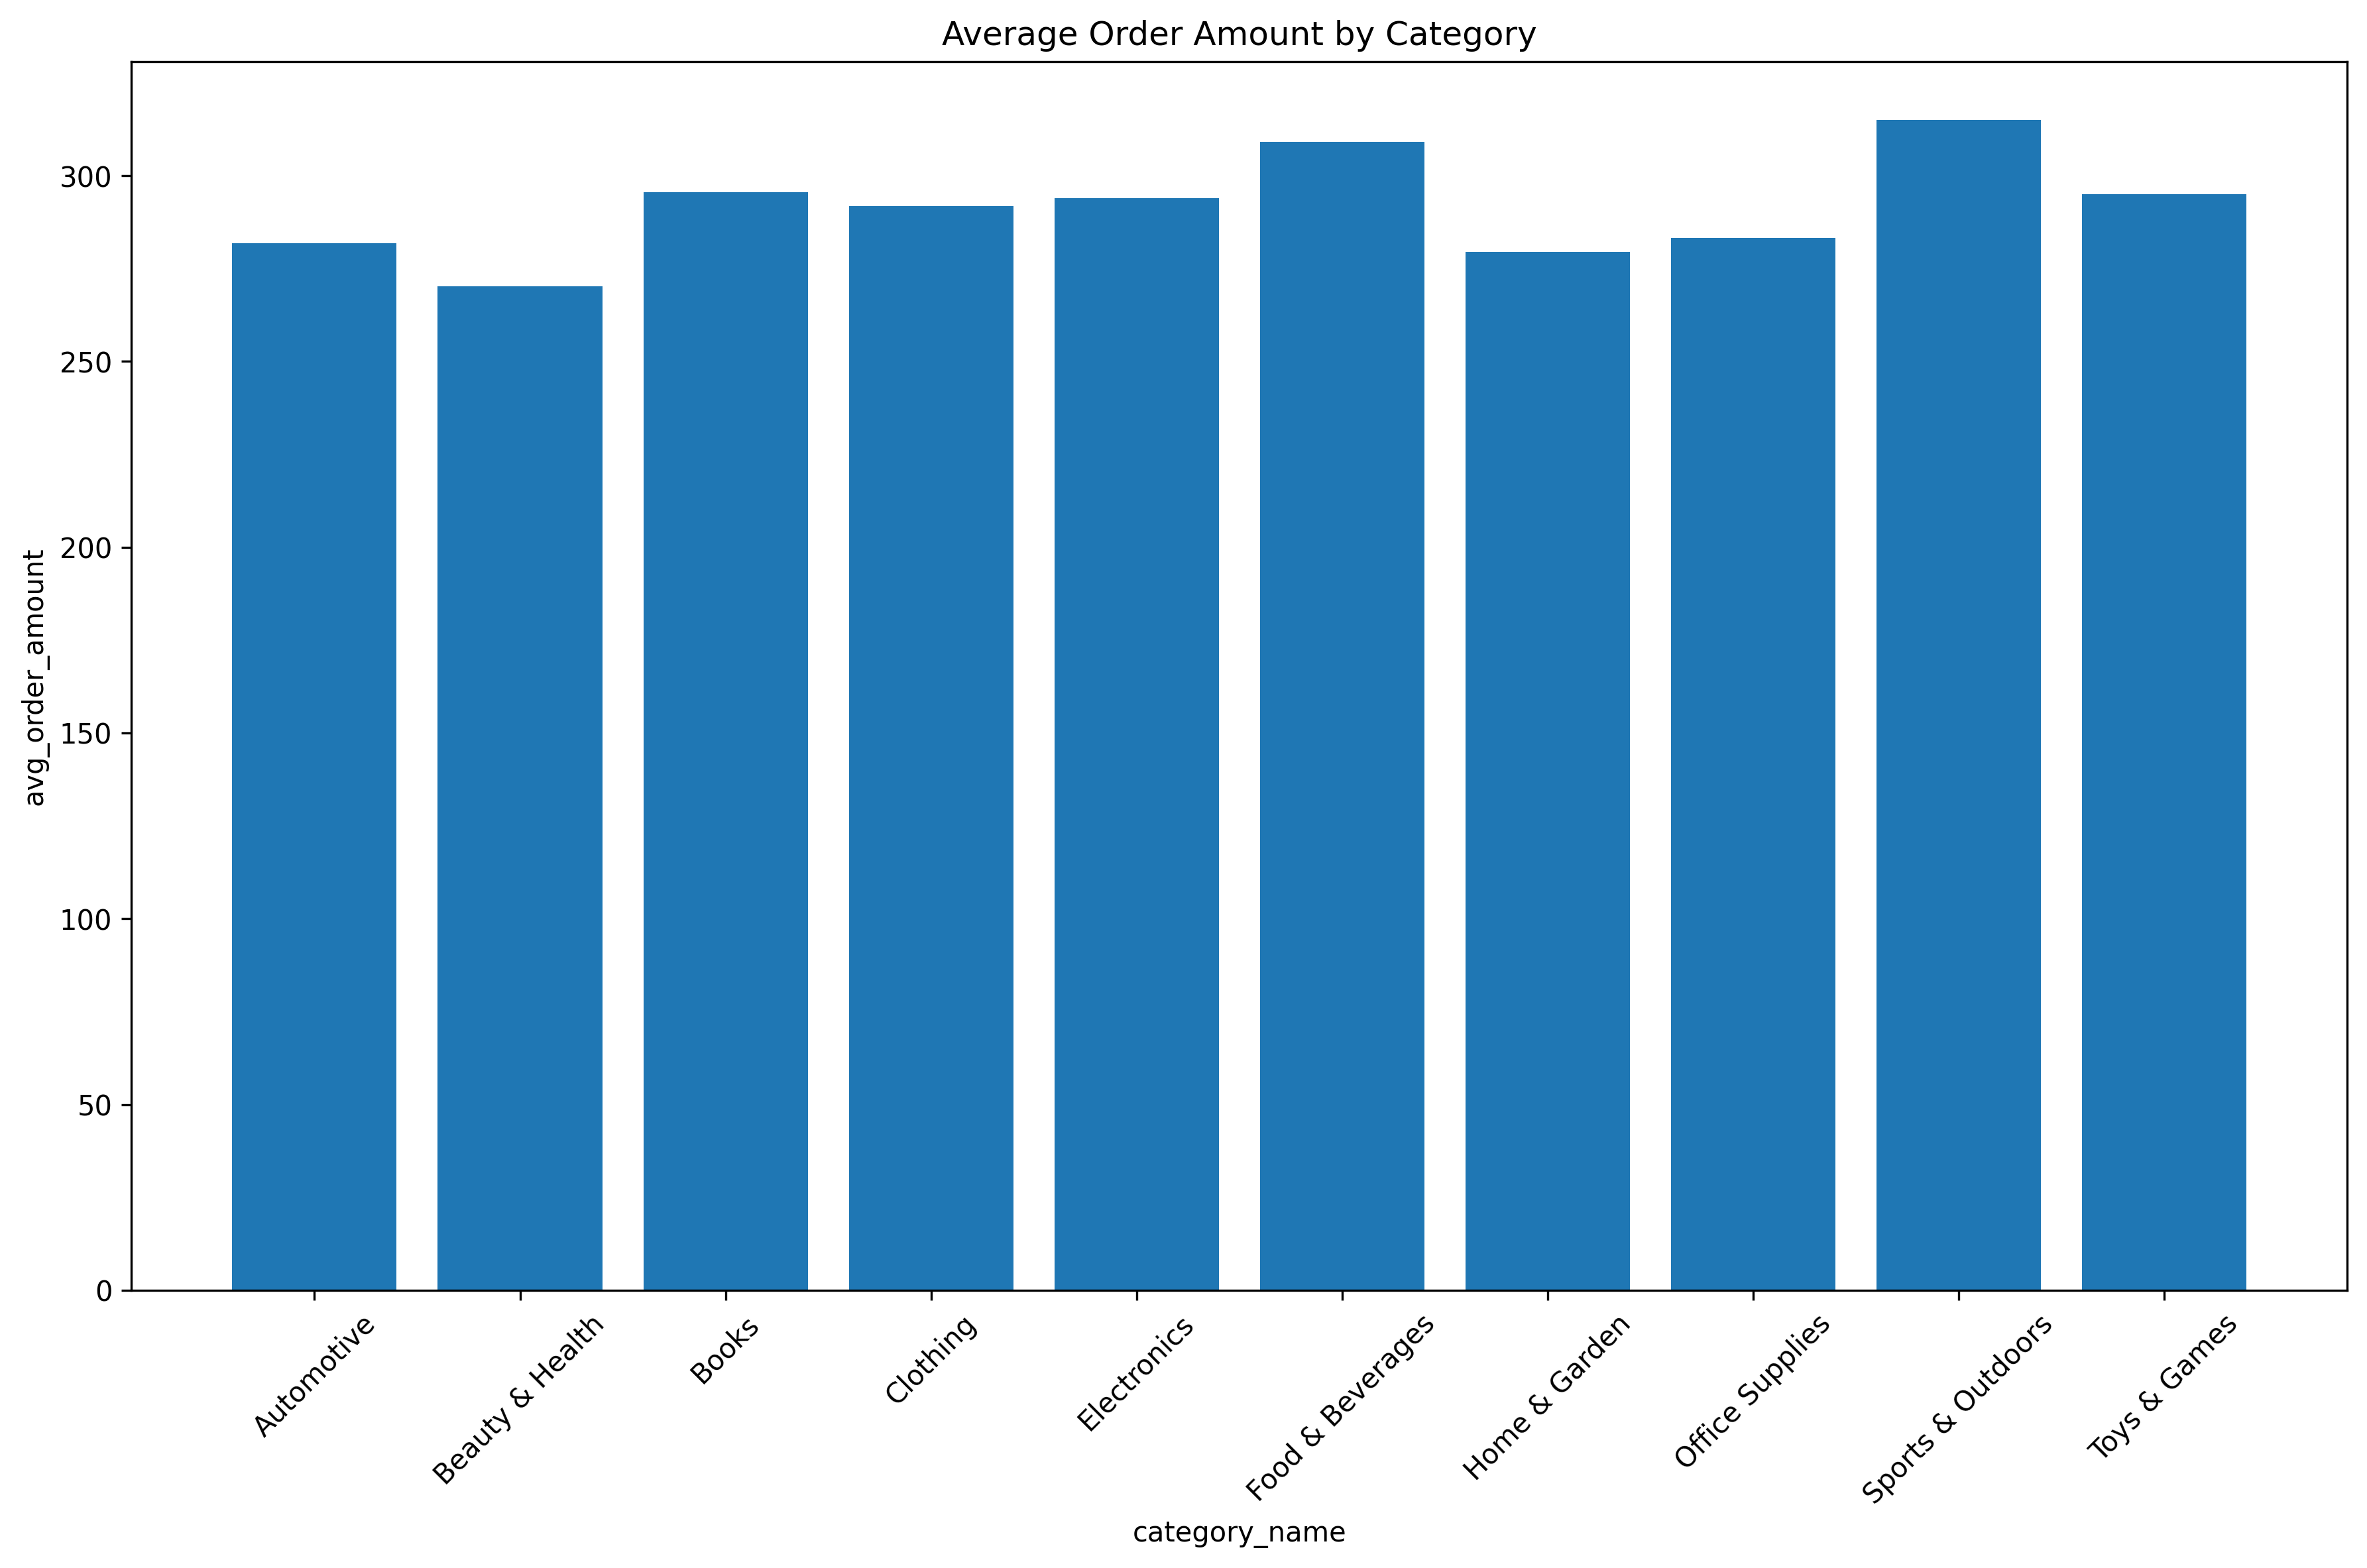 Average Order Amount by Category
avg_order_amount
300
250
200
150
100
50
0
Automotive
Beauty & Health
Books
Clothing
Electronics
Food & Beverages
Home & Garden
Office Supplies
Sports & Outdoors
Toys & Games
category_name